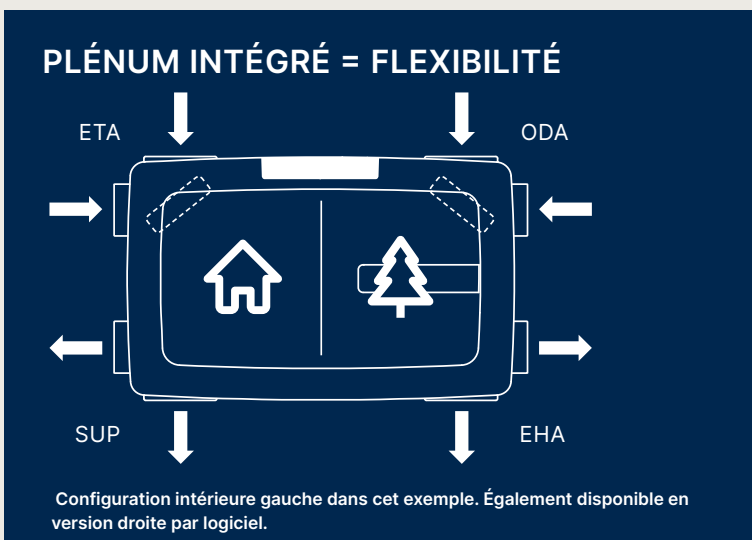 PLÉNUM INTÉGRÉ = FLEXIBILITÉ
ETA
ODA
SUP
EHA
Configuration intérieure gauche dans cet exemple. Également disponible en
version droite par logiciel.